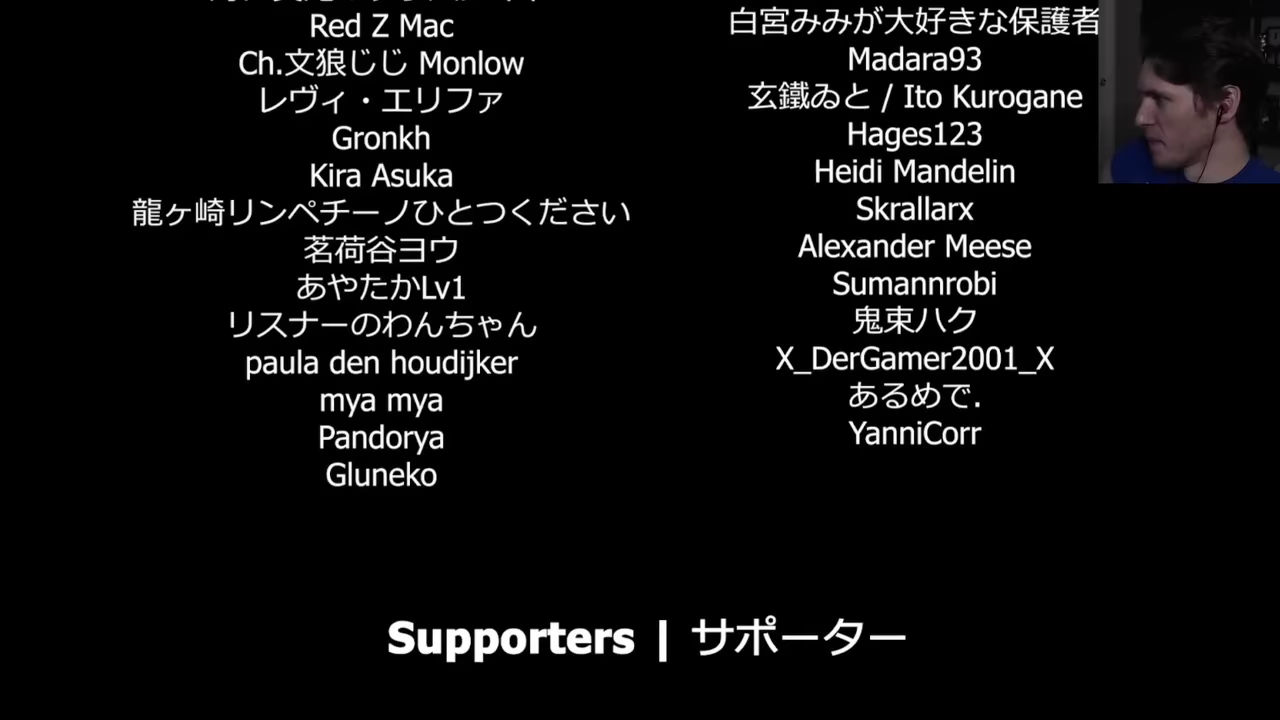 Red Z Mac
Ch.文狼じじ Monlow
レヴィ・エリファ
Gronkh
Kira Asuka
龍ヶ崎リンペチーノひとつください
茗荷谷ヨウ
あやたかLv1
リスナーのわんちゃん
paula den houdijker
mya mya
Pandorya
Gluneko
白宮みみが大好きな保護者
Madara93
玄鐵ゐと / Ito Kurogane
Hages123
Heidi Mandelin
Skrallarx
Alexander Meese
Sumannrobi
鬼束ハク
X_DerGamer2001_X
あるめで.
YanniCorr
Supporters | サポーター